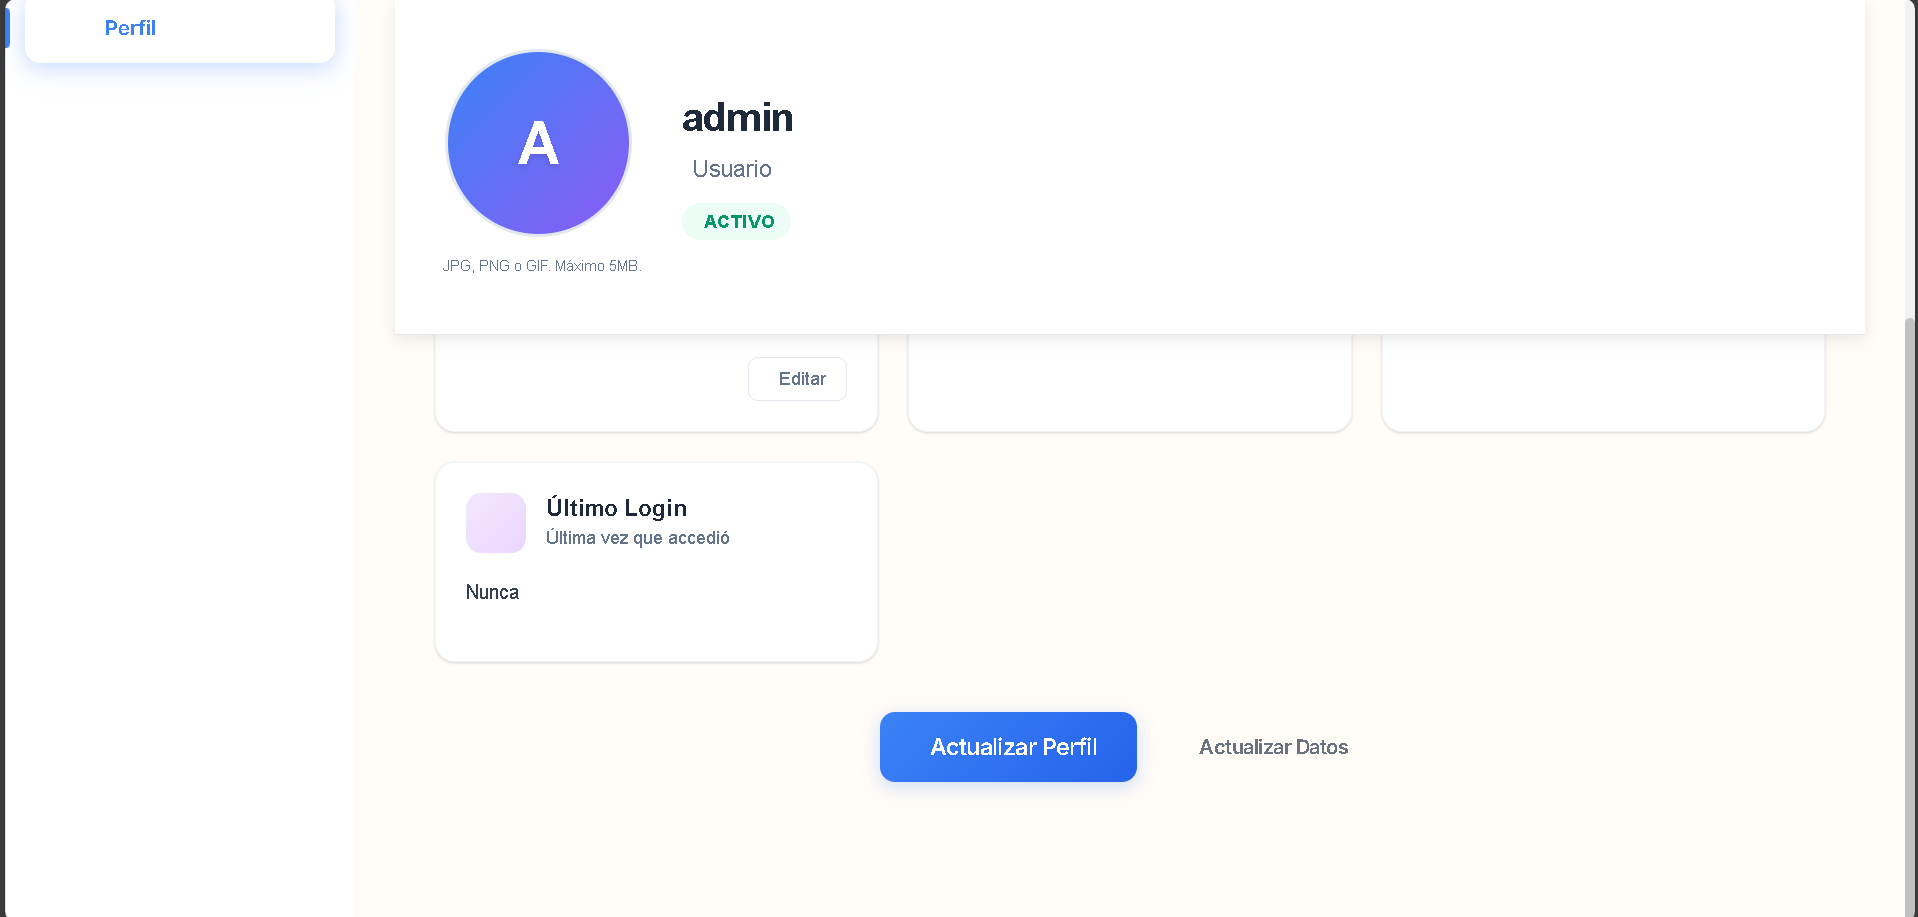 Perfil
A
admin
Usuario
ACTIVO
JPG, PNG o GIF. Máximo 5MB.
Editar
Último Login
Última vez que accedió
Nunca
Actualizar Perfil
Actualizar Datos